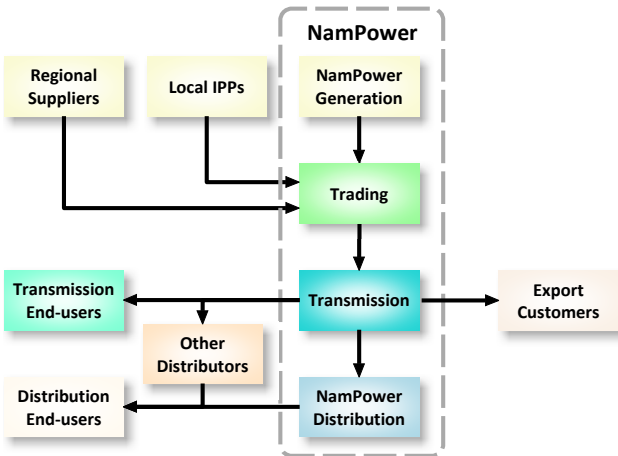 NamPower
Regional
Suppliers
Local IPPs
NamPower
Generation
Trading
Transmission
End-users
Transmission
Export
Customers
Other
Distributors
Distribution
End-users
NamPower
Distribution